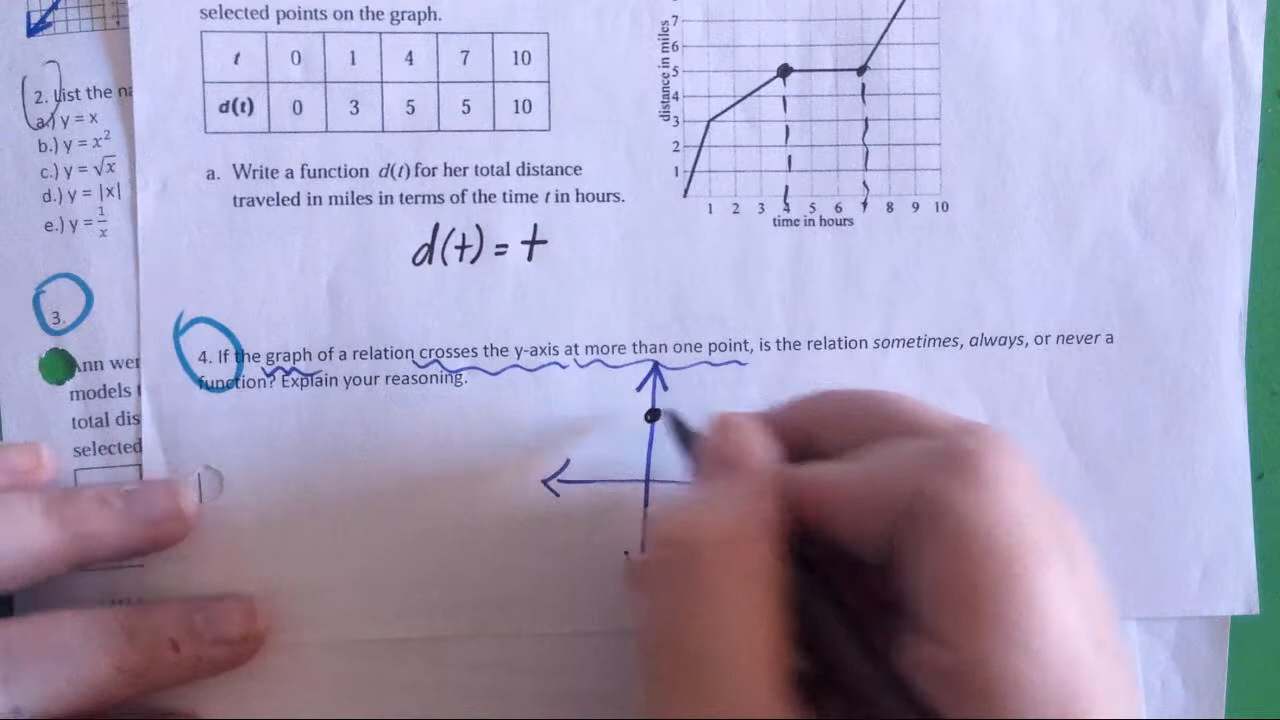 selected points on the graph.
t 0 1 4 7 10
d(t) 0 3 5 5 10
a. Write a function d(t) for her total distance
traveled in miles in terms of the time t in hours.
d(t) = t
distance in miles
7
6
5
4
3
2
1
1 2 3 4 5 6 7 8 9 10
time in hours
2. List the
a.) y = x
b.) y = x²
c.) y = √x
d.) y = |x|
e.) y = 1/x
3.
Ann
models
total
selected
4. If the graph of a relation crosses the y-axis at more than one point, is the relation sometimes, always, or never a
function? Explain your reasoning.